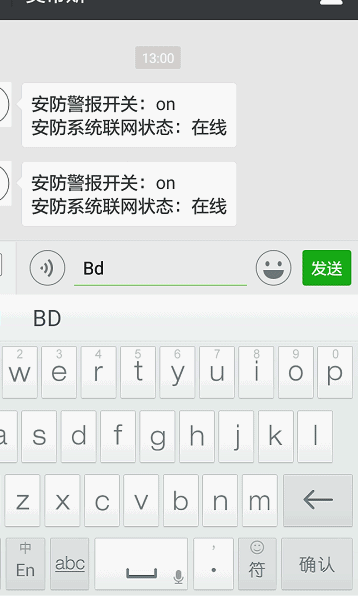 13:00
安防警报开关：on
安防系统联网状态：在线
安防警报开关：on
安防系统联网状态：在线
Bd
发送
BD
2 3 4 5 6 7 8 9 0
w e r t y u i o p
a s d f g h j k l
z x c v b n m
中
En
abc
符
确认